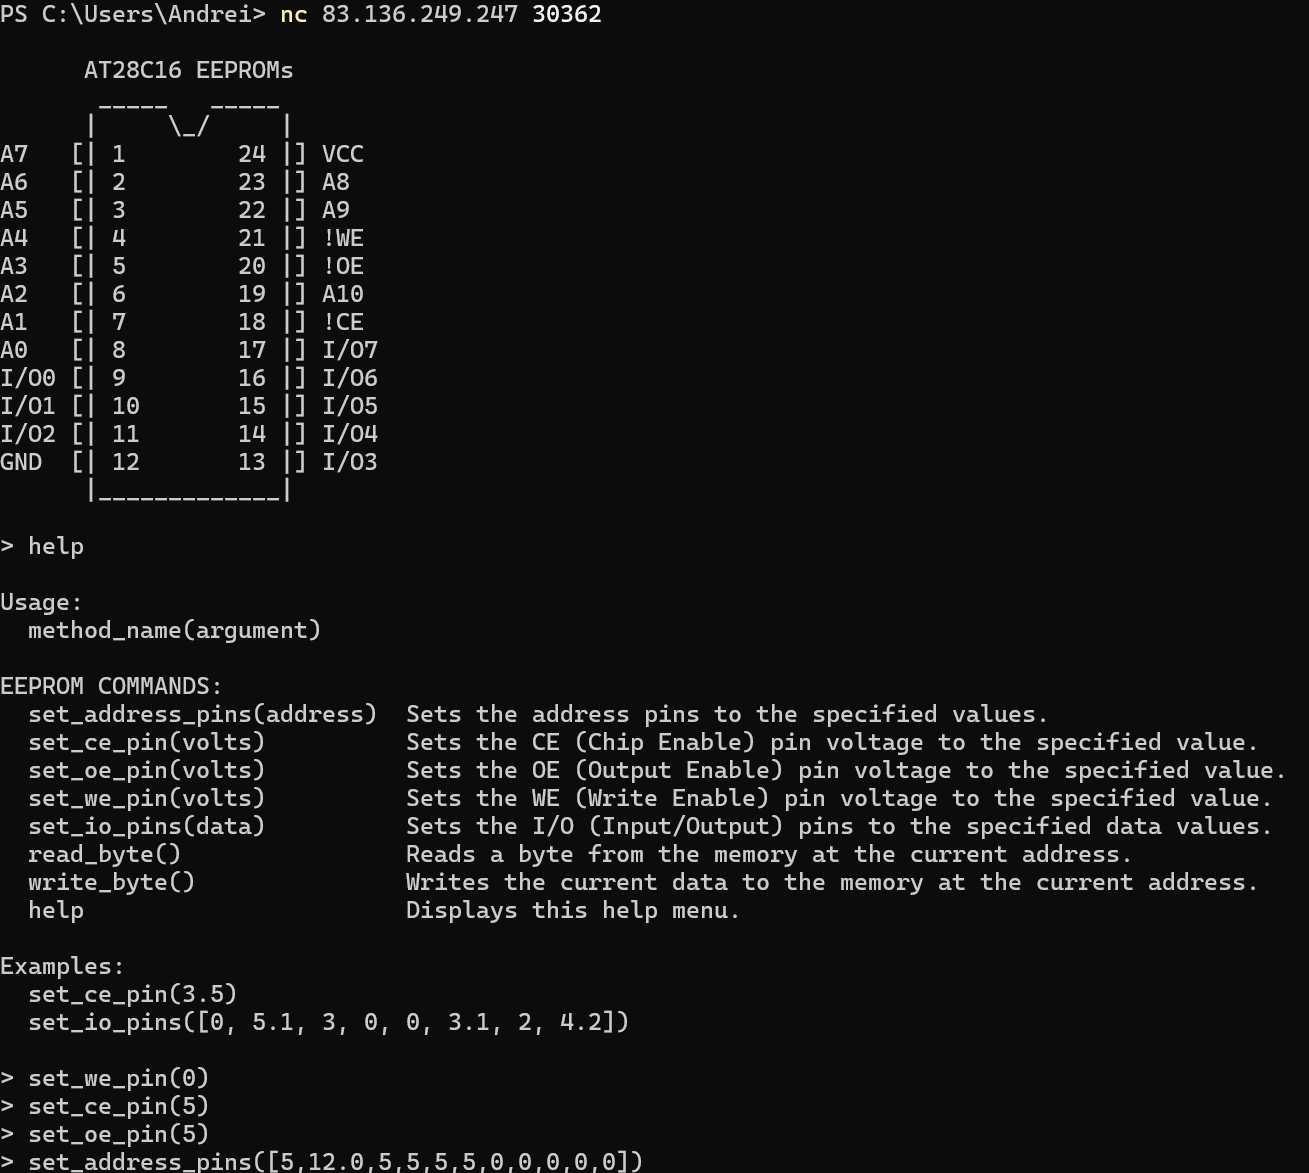 PS C:\Users\Andrei> nc 83.136.249.247 30362
AT28C16 EEPROMs
_____   _____
|     \_/     |
A7   [| 1        24 |] VCC
A6   [| 2        23 |] A8
A5   [| 3        22 |] A9
A4   [| 4        21 |] !WE
A3   [| 5        20 |] !OE
A2   [| 6        19 |] A10
A1   [| 7        18 |] !CE
A0   [| 8        17 |] I/O7
I/O0 [| 9        16 |] I/O6
I/O1 [| 10       15 |] I/O5
I/O2 [| 11       14 |] I/O4
GND  [| 12       13 |] I/O3
|_____________|
> help
Usage:
method_name(argument)
EEPROM COMMANDS:
set_address_pins(address)  Sets the address pins to the specified values.
set_ce_pin(volts)          Sets the CE (Chip Enable) pin voltage to the specified value.
set_oe_pin(volts)          Sets the OE (Output Enable) pin voltage to the specified value.
set_we_pin(volts)          Sets the WE (Write Enable) pin voltage to the specified value.
set_io_pins(data)          Sets the I/O (Input/Output) pins to the specified data values.
read_byte()                Reads a byte from the memory at the current address.
write_byte()               Writes the current data to the memory at the current address.
help                       Displays this help menu.
Examples:
set_ce_pin(3.5)
set_io_pins([0, 5.1, 3, 0, 0, 3.1, 2, 4.2])
> set_we_pin(0)
> set_ce_pin(5)
> set_oe_pin(5)
> set_address_pins([5,12.0,5,5,5,5,0,0,0,0,0])